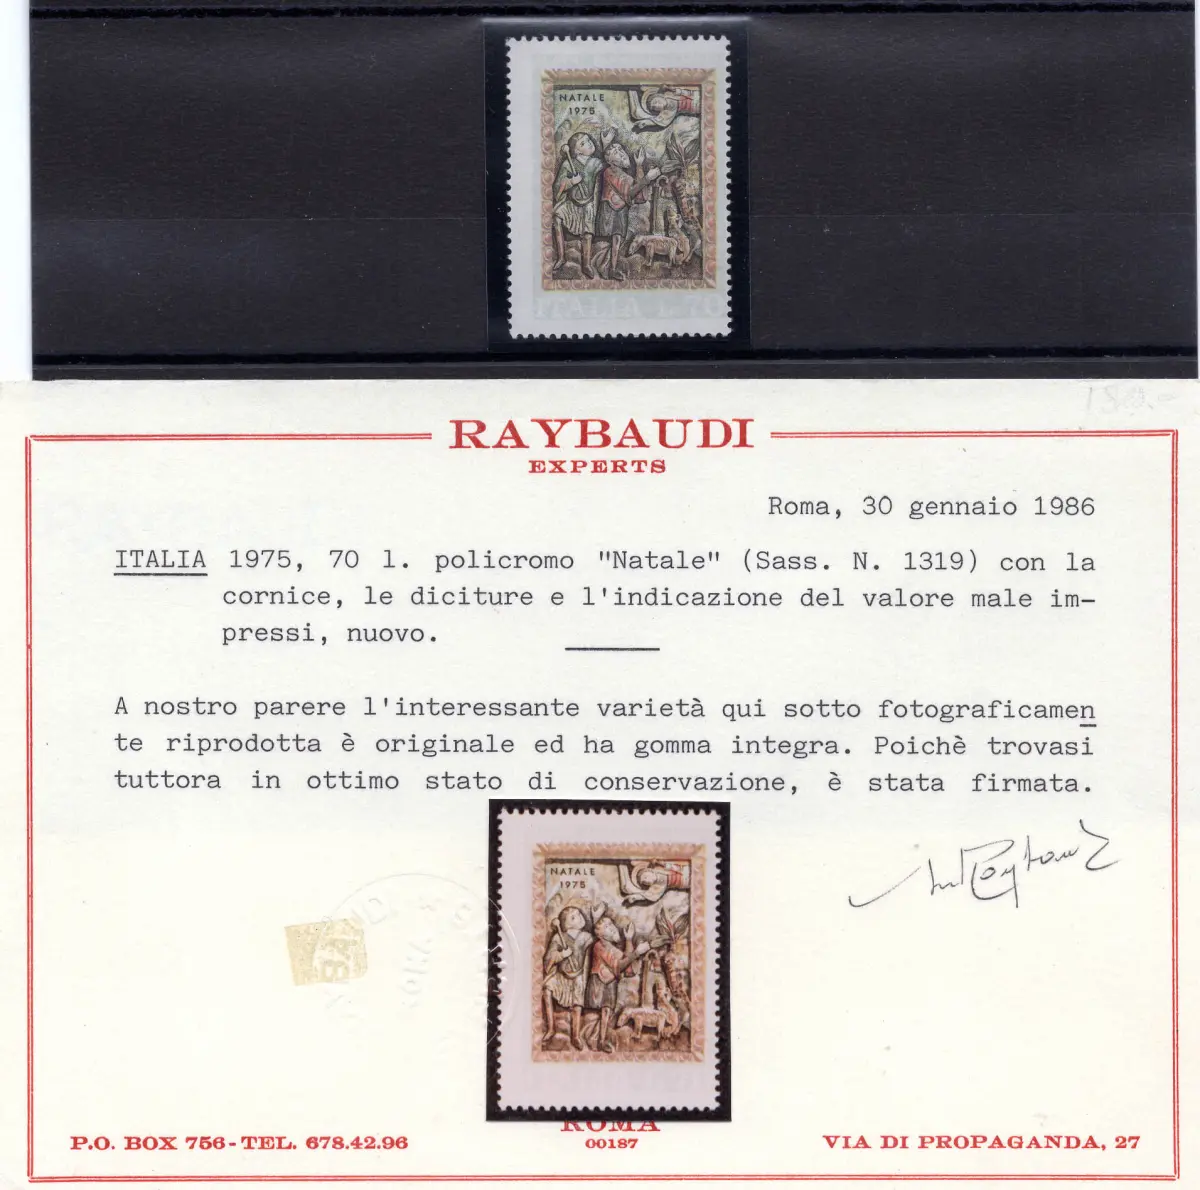 NATALE
1975
RAYBAUDI
EXPERTS
Roma, 30 gennaio 1986
ITALIA 1975, 70 l. policromo "Natale" (Sass. N. 1319) con la
cornice, le diciture e l'indicazione del valore male im-
pressi, nuovo.
A nostro parere l'interessante varietà qui sotto fotograficamen
te riprodotta è originale ed ha gomma integra. Poichè trovasi
tuttora in ottimo stato di conservazione, è stata firmata.
NATALE
1975
ROMA
00187
P.O. BOX 756-TEL. 678.42.96
VIA DI PROPAGANDA, 27